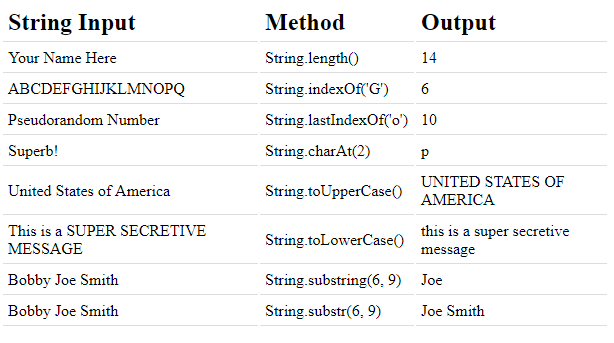 String Input Method Output
Your Name Here String.length() 14
ABCDEFGHIJKLMNOPQ String.indexOf('G') 6
Pseudorandom Number String.lastIndexOf('o') 10
Superb! String.charAt(2) p
United States of America String.toUpperCase() UNITED STATES OF
AMERICA
This is a SUPER SECRETIVE
MESSAGE String.toLowerCase() this is a super secretive
message
Bobby Joe Smith String.substring(6, 9) Joe
Bobby Joe Smith String.substr(6, 9) Joe Smith